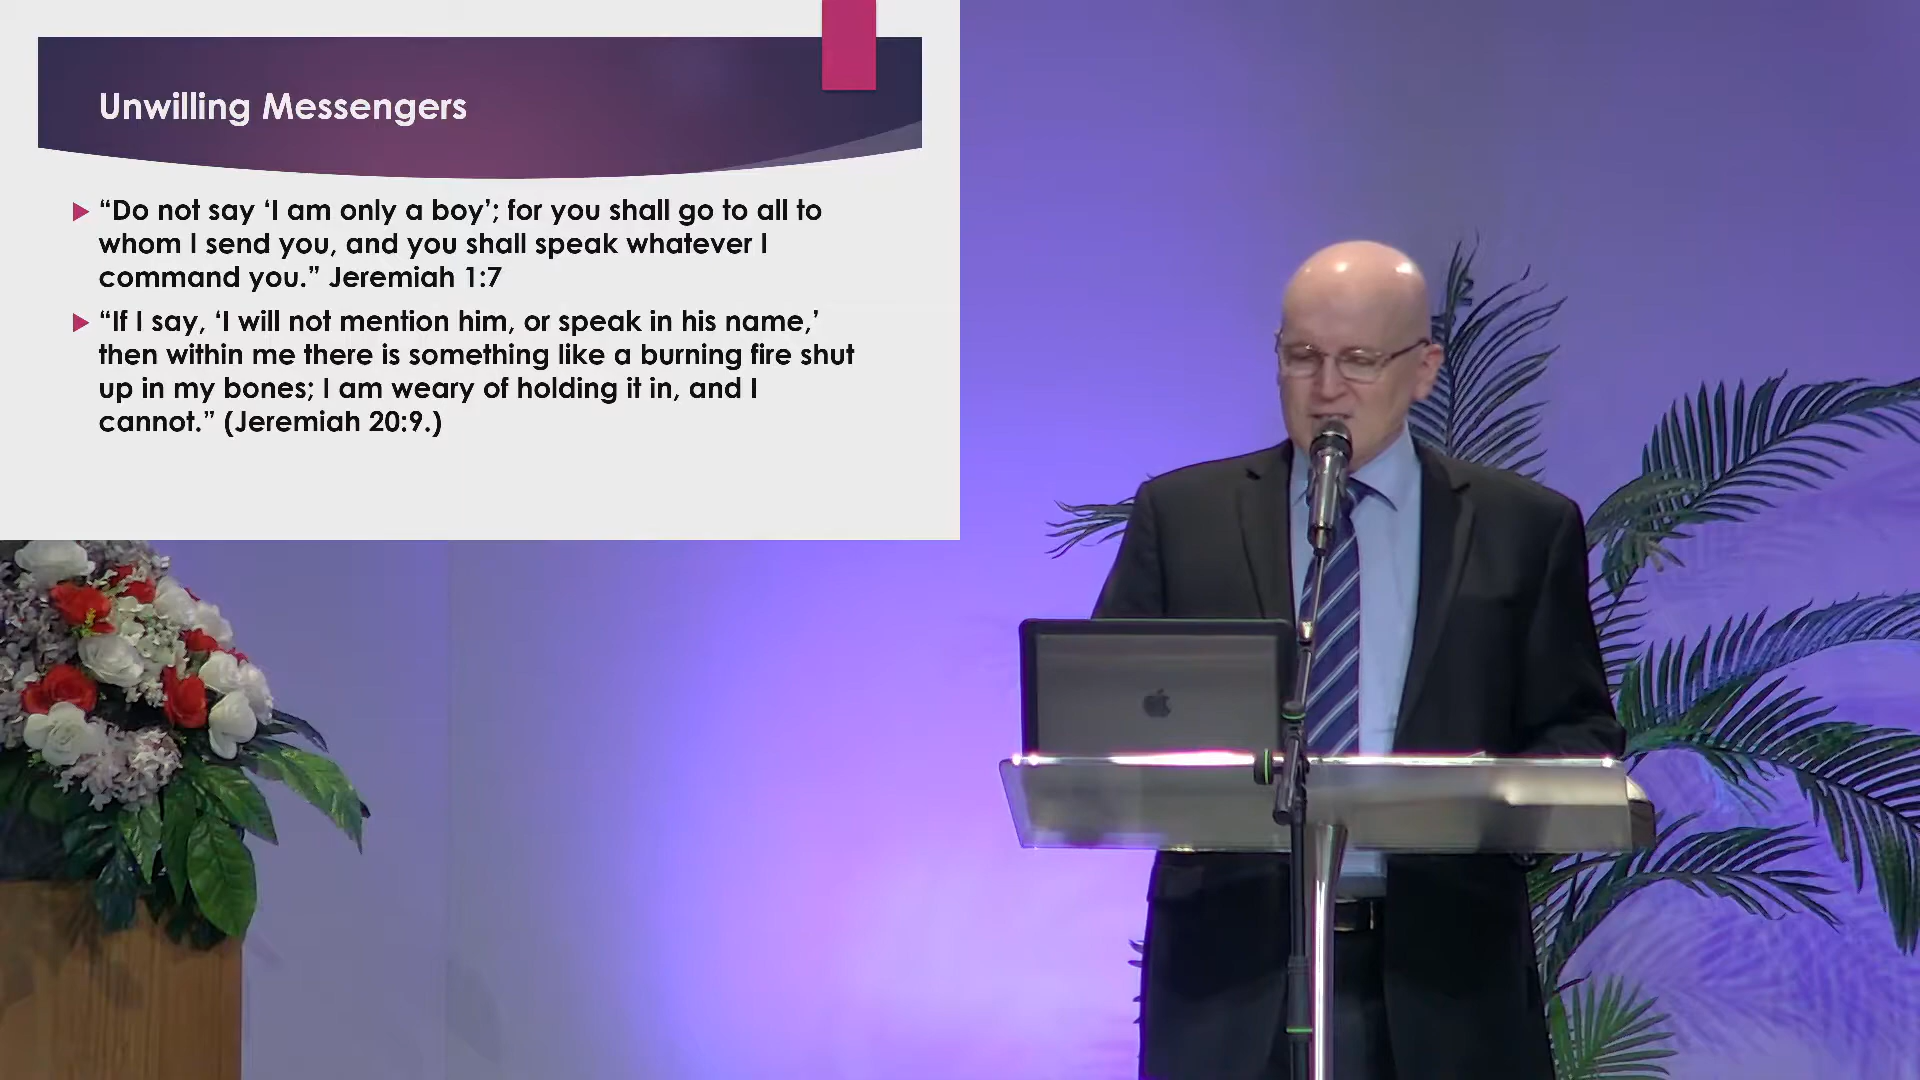 Unwilling Messengers
“Do not say ‘I am only a boy’; for you shall go to all to
whom I send you, and you shall speak whatever I
command you.” Jeremiah 1:7
“If I say, ‘I will not mention him, or speak in his name,’
then within me there is something like a burning fire shut
up in my bones; I am weary of holding it in, and I
cannot.” (Jeremiah 20:9.)